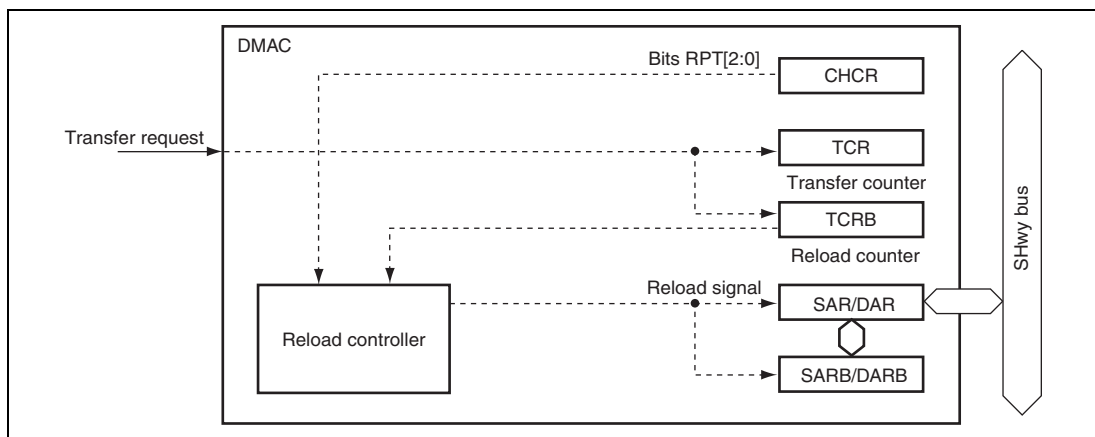 DMAC
Bits RPT[2:0]
CHCR
Transfer request
TCR
Transfer counter
TCRB
Reload counter
Reload signal
SAR/DAR
Reload controller
SARB/DARB
SHwy bus